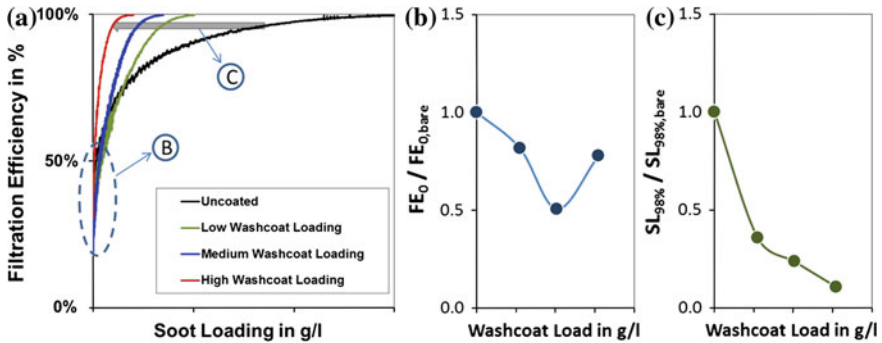 (a)
Filtration Efficiency in %
100%
50%
0%
C
B
Uncoated
Low Washcoat Loading
Medium Washcoat Loading
High Washcoat Loading
Soot Loading in g/l
(b)
FE0 / FE0,bare
1.5
1.0
0.5
0.0
Washcoat Load in g/l
(c)
SL98% / SL98%,bare
1.5
1.0
0.5
0.0
Washcoat Load in g/l